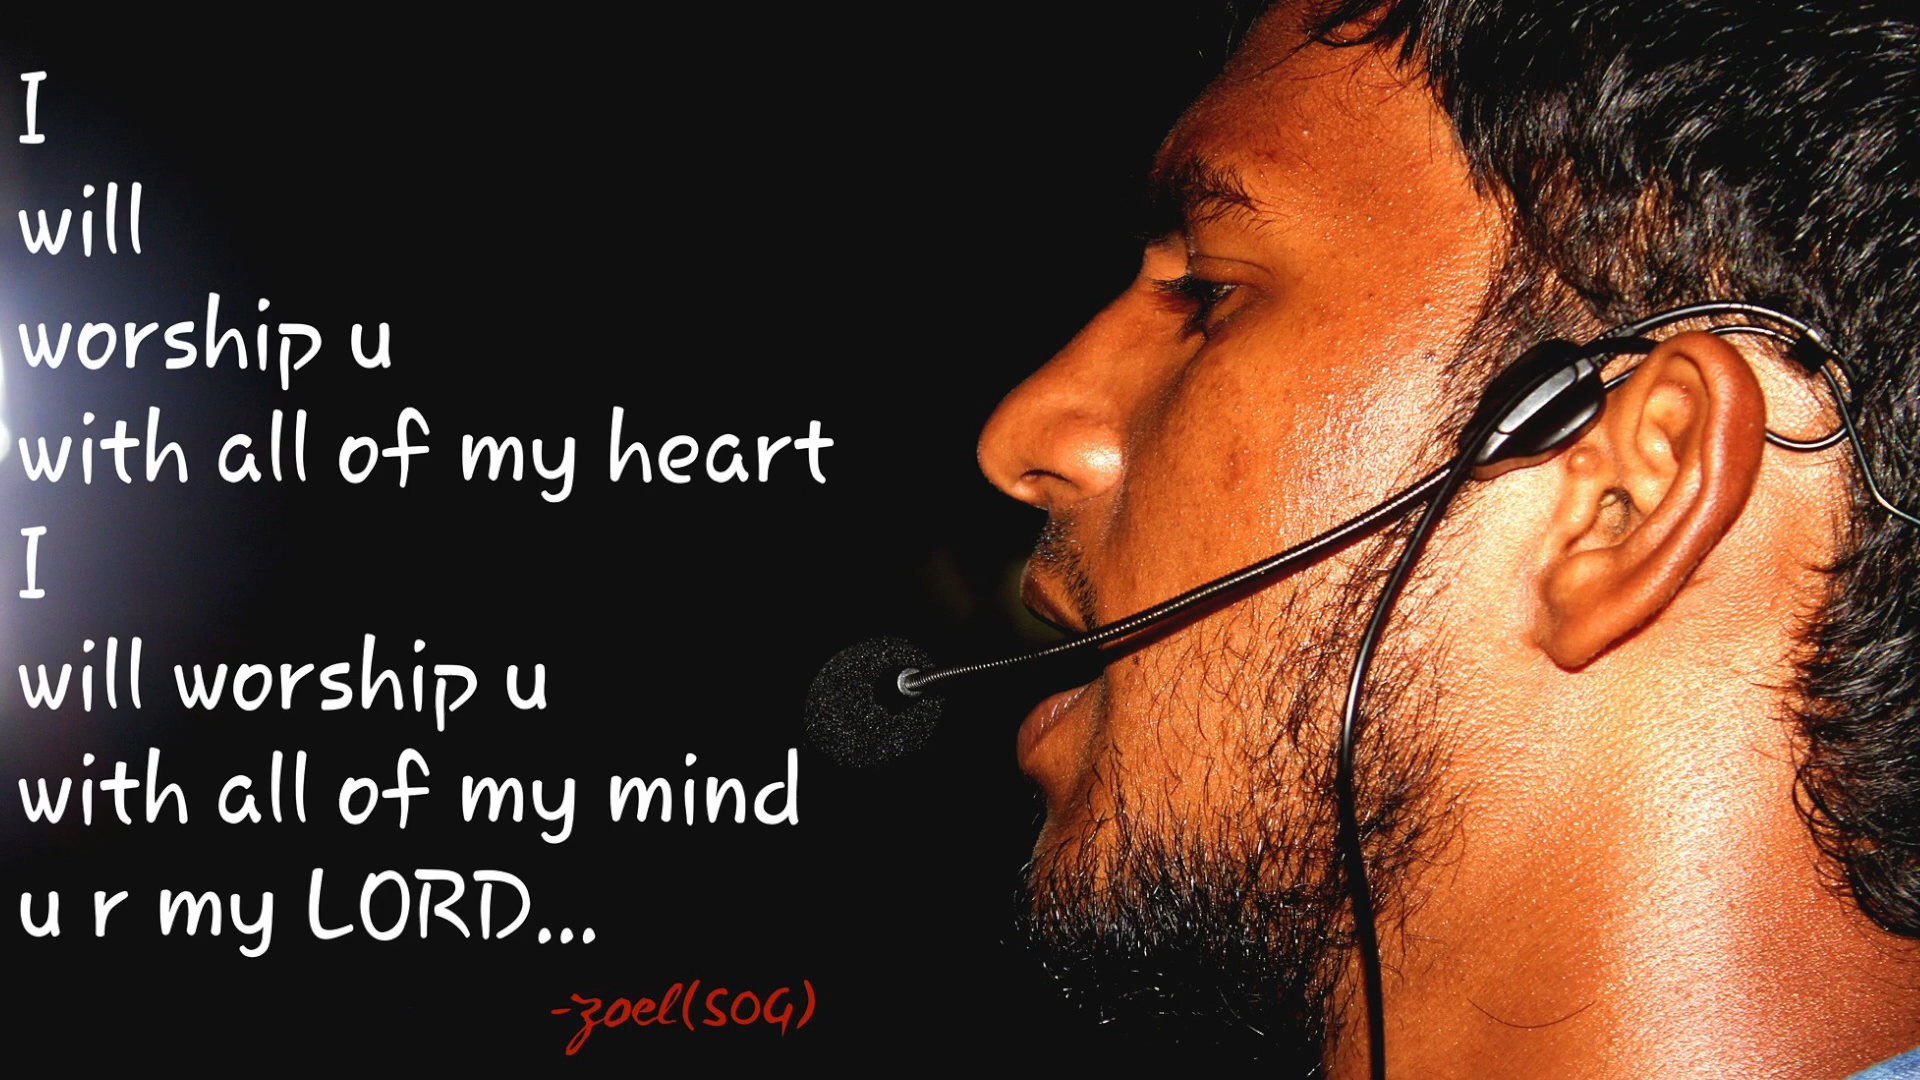 I
will
worship u
with all of my heart
I
will worship u
with all of my mind
u r my LORD...
-zoel(SOG)